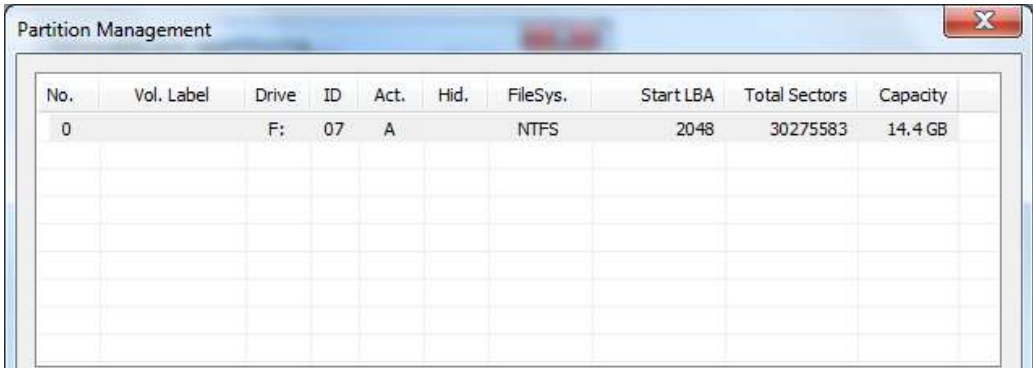 Partition Management
No. Vol. Label Drive ID Act. Hid. FileSys. Start LBA Total Sectors Capacity
0 F: 07 A NTFS 2048 30275583 14.4 GB